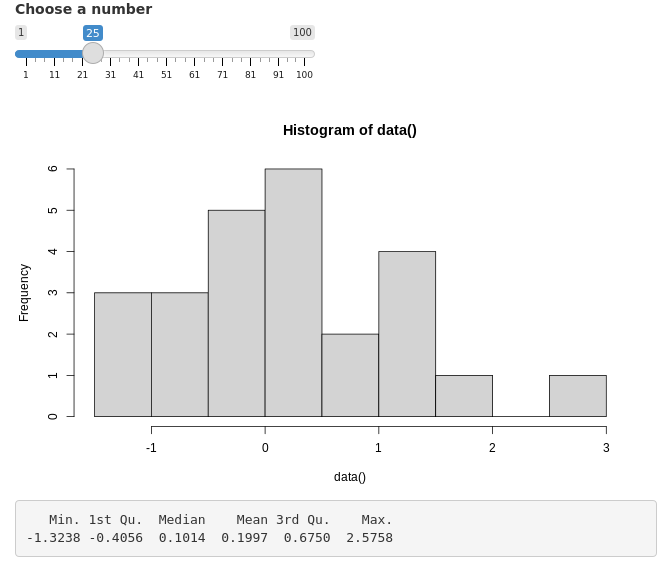 Choose a number
1 25 100
1 11 21 31 41 51 61 71 81 91 100
Histogram of data()
6
5
4
3
2
1
0
Frequency
-1 0 1 2 3
data()
Min. 1st Qu. Median Mean 3rd Qu. Max.
-1.3238 -0.4056 0.1014 0.1997 0.6750 2.5758